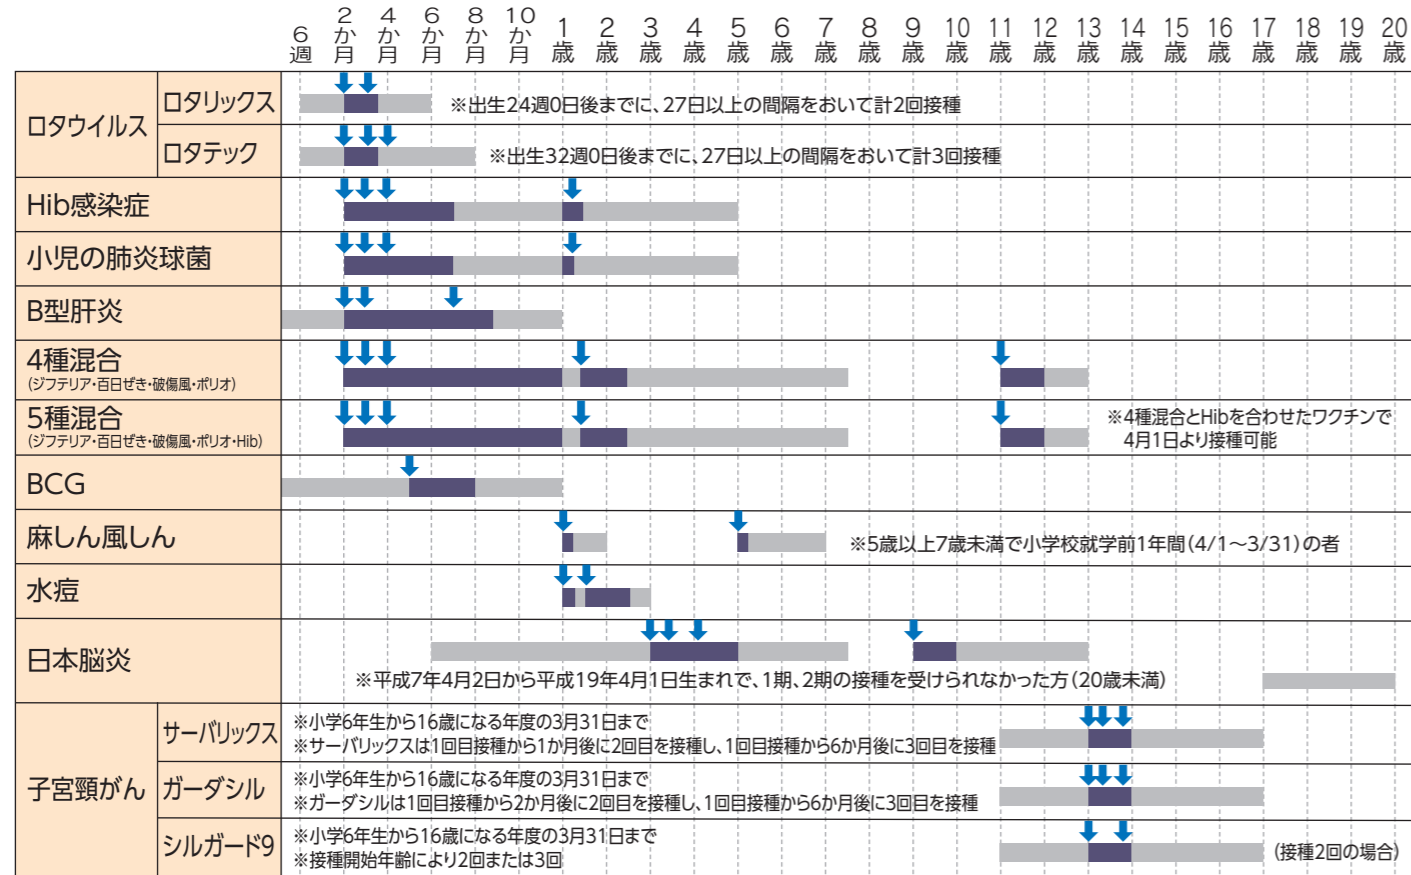 6週 2か月 4か月 6か月 8か月 10か月 1歳 2歳 3歳 4歳 5歳 6歳 7歳 8歳 9歳 10歳 11歳 12歳 13歳 14歳 15歳 16歳 17歳 18歳 19歳 20歳
ロタウイルス
ロタリックス
※出生24週0日後までに、27日以上の間隔をおいて計2回接種
ロタテック
※出生32週0日後までに、27日以上の間隔をおいて計3回接種
Hib感染症
小児の肺炎球菌
B型肝炎
4種混合
(ジフテリア・百日ぜき・破傷風・ポリオ)
5種混合
(ジフテリア・百日ぜき・破傷風・ポリオ・Hib)
※4種混合とHibを合わせたワクチンで
4月1日より接種可能
BCG
麻しん風しん
※5歳以上7歳未満で小学校就学前1年間(4/1〜3/31)の者
水痘
日本脳炎
※平成7年4月2日から平成19年4月1日生まれで、1期、2期の接種を受けられなかった方(20歳未満)
子宮頸がん
サーバリックス
※小学6年生から16歳になる年度の3月31日まで
※サーバリックスは1回目接種から1か月後に2回目を接種し、1回目接種から6か月後に3回目を接種
ガーダシル
※小学6年生から16歳になる年度の3月31日まで
※ガーダシルは1回目接種から2か月後に2回目を接種し、1回目接種から6か月後に3回目を接種
シルガード9
※小学6年生から16歳になる年度の3月31日まで
※接種開始年齢により2回または3回
(接種2回の場合)